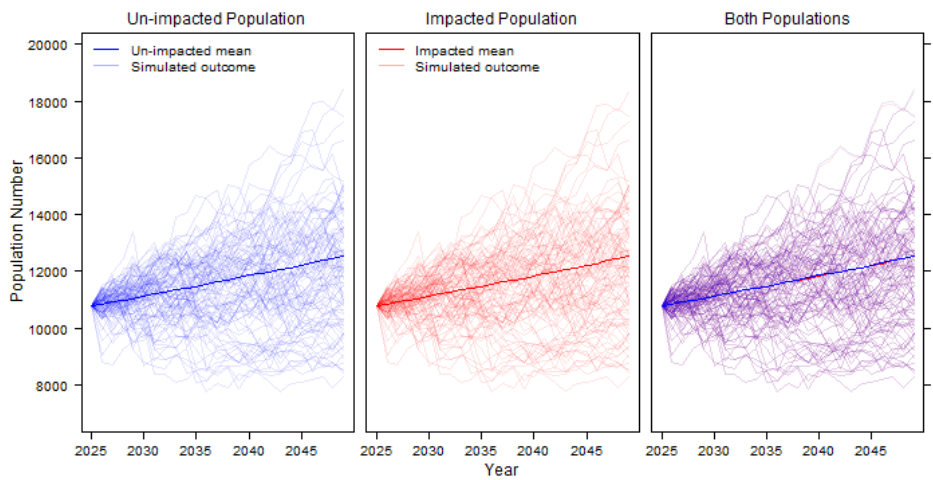 Un-impacted Population
Impacted Population
Both Populations
Un-impacted mean
Simulated outcome
Impacted mean
Simulated outcome
20000
18000
16000
14000
12000
10000
8000
Population Number
2025 2030 2035 2040 2045
2025 2030 2035 2040 2045
2025 2030 2035 2040 2045
Year